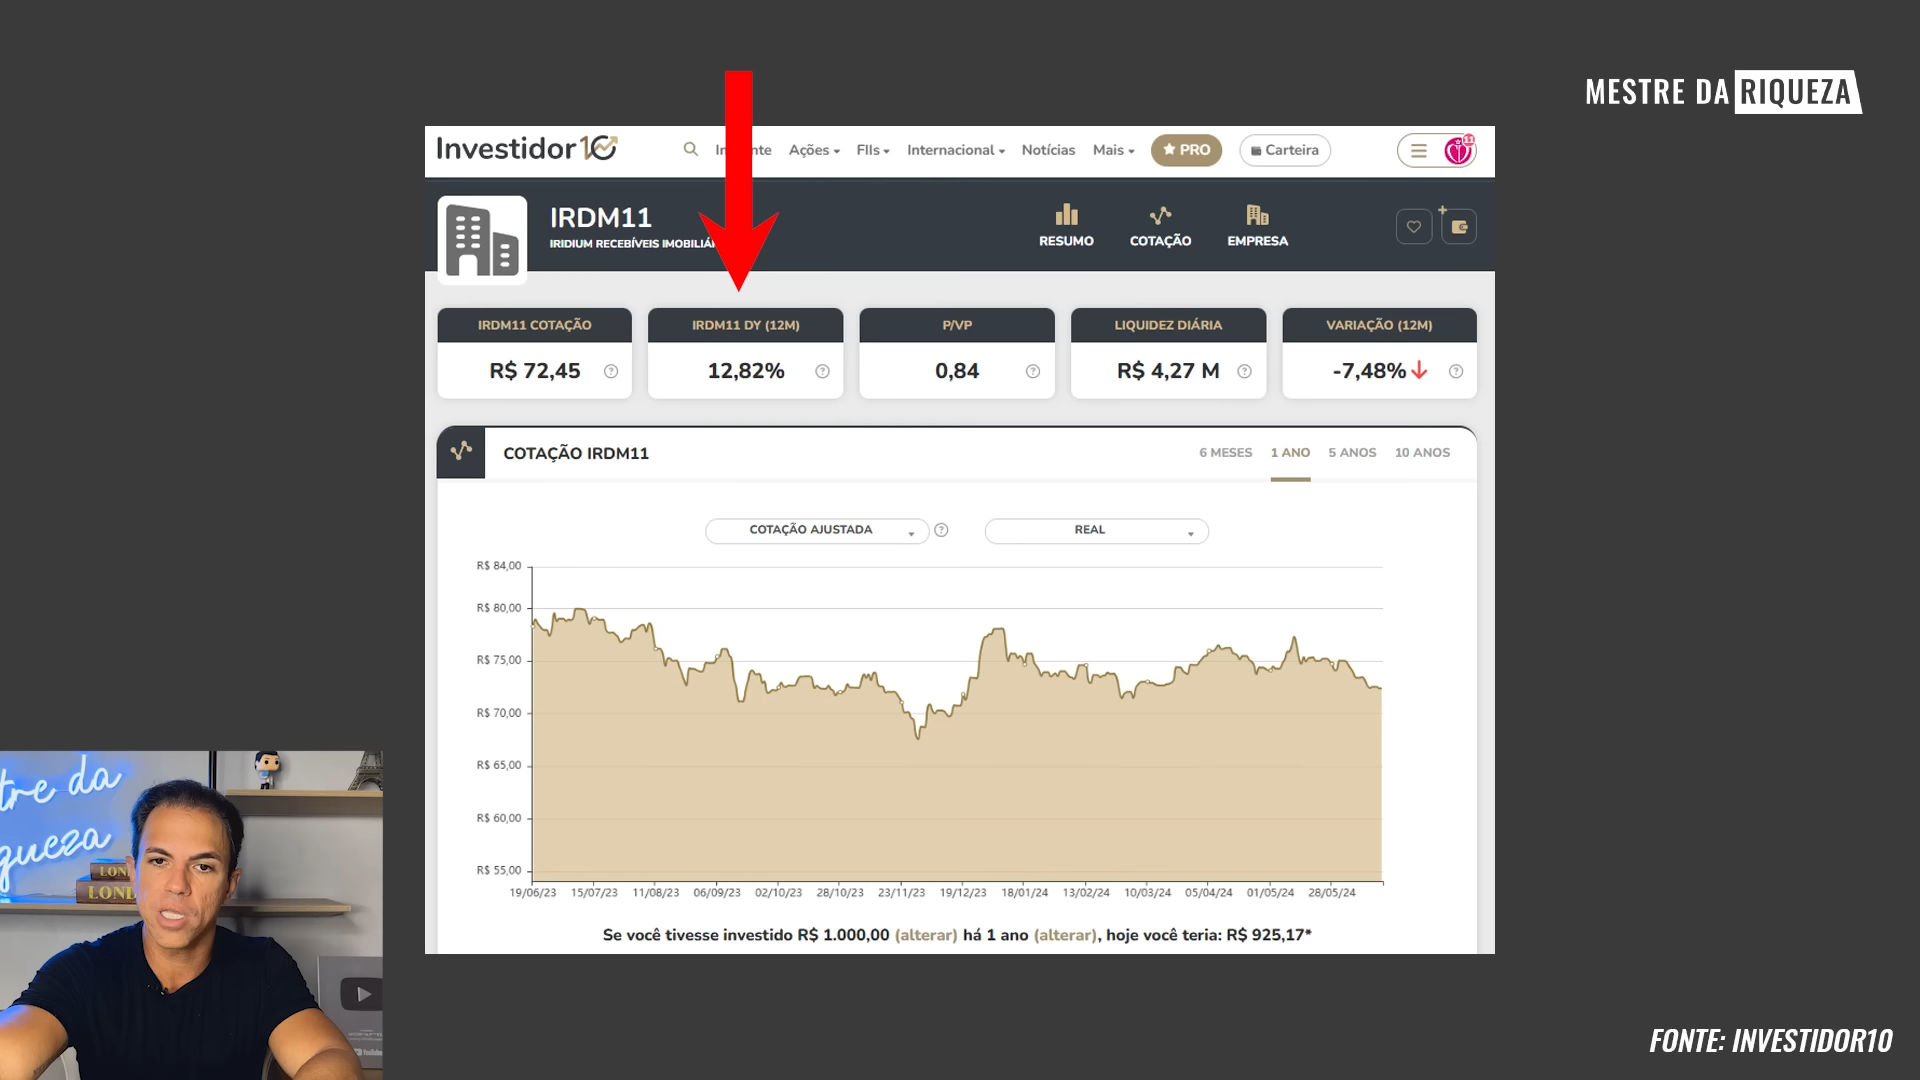 MESTRE DA RIQUEZA
Investidor10
Ações
FIIs
Internacional
Notícias
Mais
PRO
Carteira
11
IRDM11
IRIDIUM RECEBÍVEIS
RESUMO
COTAÇÃO
EMPRESA
IRDM11 COTAÇÃO
R$ 72,45
IRDM11 DY (12M)
12,82%
P/VP
0,84
LIQUIDEZ DIÁRIA
R$ 4,27 M
VARIAÇÃO (12M)
-7,48%
COTAÇÃO IRDM11
6 MESES
1 ANO
5 ANOS
10 ANOS
COTAÇÃO AJUSTADA
REAL
R$ 84,00
R$ 80,00
R$ 75,00
R$ 70,00
R$ 65,00
R$ 60,00
R$ 55,00
19/06/23 15/07/23 11/08/23 06/09/23 02/10/23 28/10/23 23/11/23 19/12/23 18/01/24 13/02/24 10/03/24 05/04/24 01/05/24 28/05/24
Se você tivesse investido R$ 1.000,00 (alterar) há 1 ano (alterar), hoje você teria: R$ 925,17*
tre da
queza
LON
LOND
FONTE: INVESTIDOR10